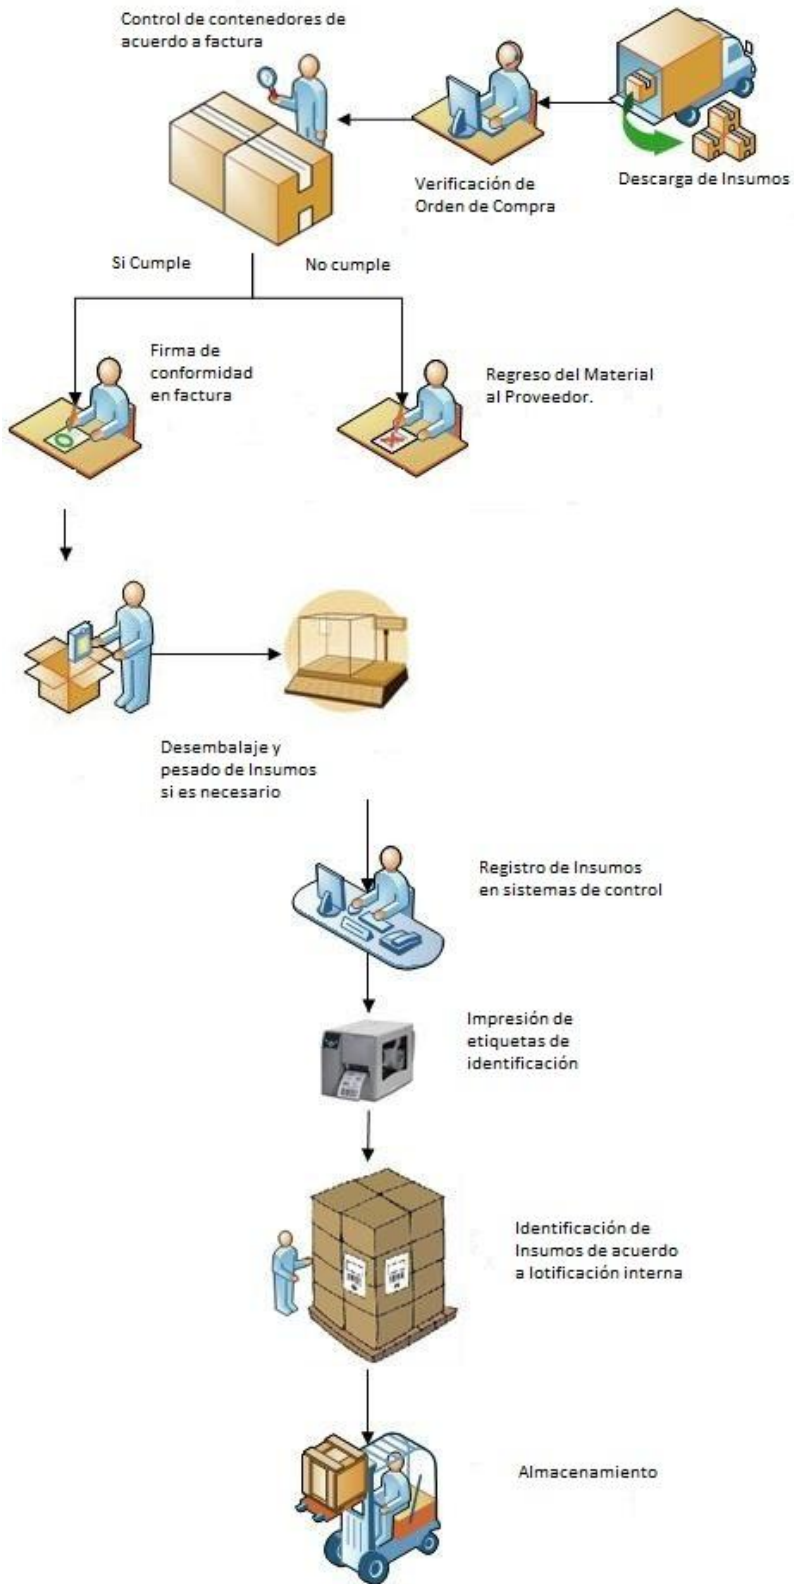 Control de contenedores de
acuerdo a factura
Verificación de
Orden de Compra
Descarga de Insumos
Si Cumple
No cumple
Firma de
conformidad
en factura
Regreso del Material
al Proveedor.
Desembalaje y
pesado de Insumos
si es necesario
Registro de Insumos
en sistemas de control
Impresión de
etiquetas de
identificación
Identificación de
Insumos de acuerdo
a lotificación interna
Almacenamiento